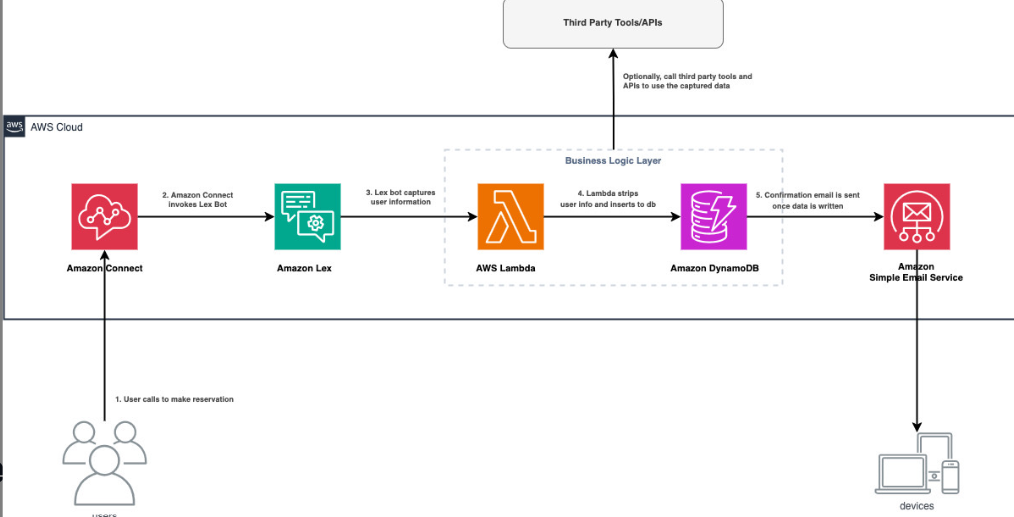 Third Party Tools/APIs
Optionally, call third party tools and
APIs to use the captured data
aws
AWS Cloud
Business Logic Layer
2. Amazon Connect
invokes Lex Bot
3. Lex bot captures
user information
4. Lambda strips
user info and inserts to db
5. Confirmation email is sent
once data is written
Amazon Connect
Amazon Lex
AWS Lambda
Amazon DynamoDB
Amazon
Simple Email Service
1. User calls to make reservation
users
devices